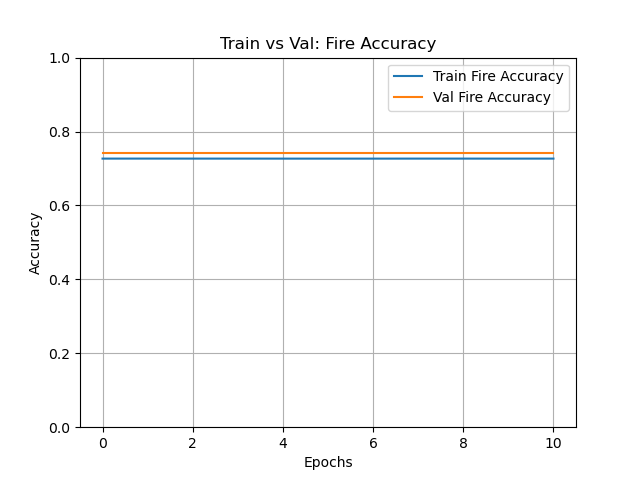 Train vs Val: Fire Accuracy
1.0
Train Fire Accuracy
Val Fire Accuracy
0.8
0.6
Accuracy
0.4
0.2
0.0
0 2 4 6 8 10
Epochs